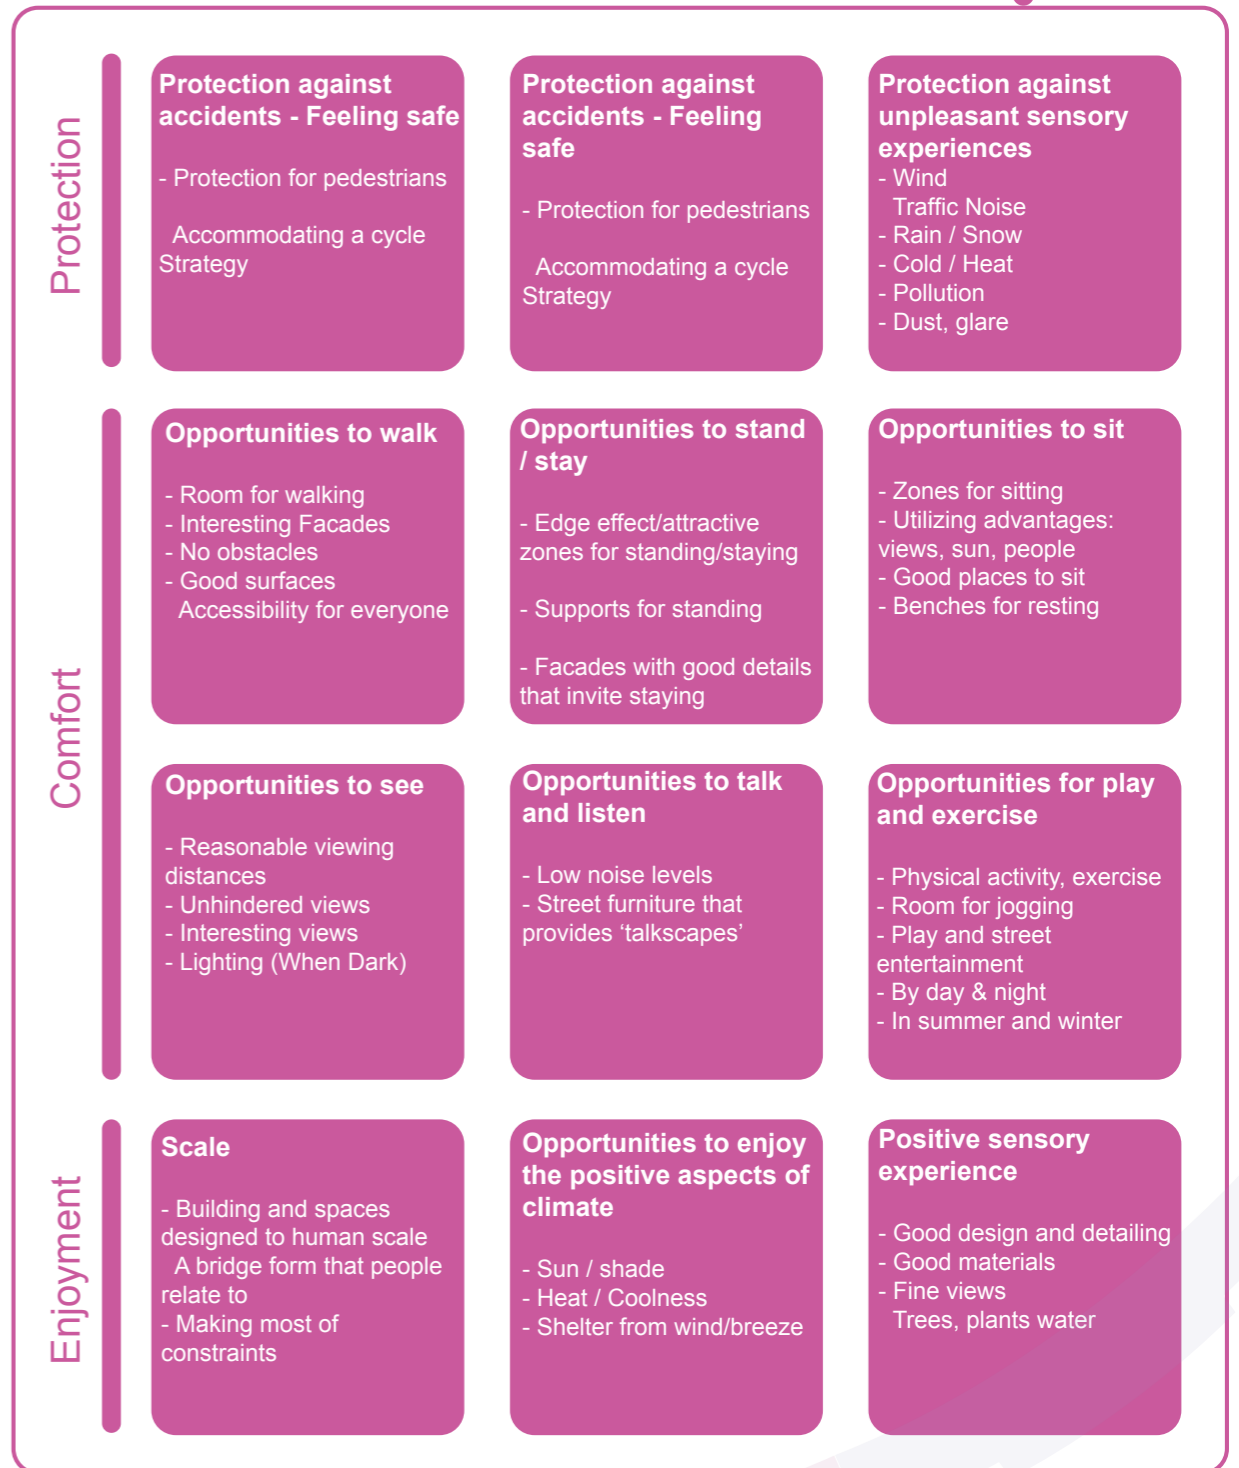 Protection
Protection against
accidents - Feeling safe
- Protection for pedestrians
Accommodating a cycle
Strategy
Protection against
accidents - Feeling
safe
- Protection for pedestrians
Accommodating a cycle
Strategy
Protection against
unpleasant sensory
experiences
- Wind
Traffic Noise
- Rain / Snow
- Cold / Heat
- Pollution
- Dust, glare
Comfort
Opportunities to walk
- Room for walking
- Interesting Facades
- No obstacles
- Good surfaces
Accessibility for everyone
Opportunities to stand
/ stay
- Edge effect/attractive
zones for standing/staying
- Supports for standing
- Facades with good details
that invite staying
Opportunities to sit
- Zones for sitting
- Utilizing advantages:
views, sun, people
- Good places to sit
- Benches for resting
Opportunities to see
- Reasonable viewing
distances
- Unhindered views
- Interesting views
- Lighting (When Dark)
Opportunities to talk
and listen
- Low noise levels
- Street furniture that
provides ‘talkscapes’
Opportunities for play
and exercise
- Physical activity, exercise
- Room for jogging
- Play and street
entertainment
- By day & night
- In summer and winter
Enjoyment
Scale
- Building and spaces
designed to human scale
A bridge form that people
relate to
- Making most of
constraints
Opportunities to enjoy
the positive aspects of
climate
- Sun / shade
- Heat / Coolness
- Shelter from wind/breeze
Positive sensory
experience
- Good design and detailing
- Good materials
- Fine views
Trees, plants water